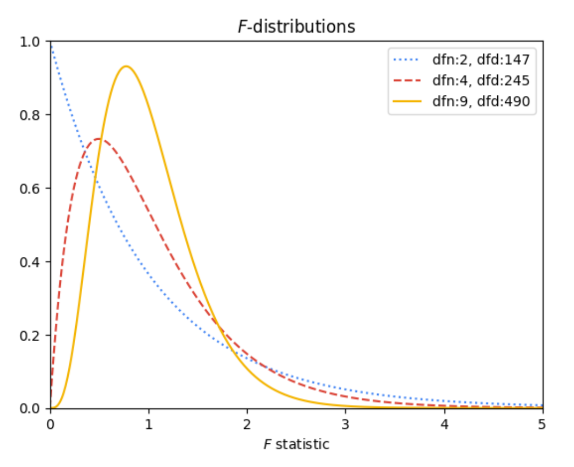 F-distributions
dfn:2, dfd:147
dfn:4, dfd:245
dfn:9, dfd:490
1.0
0.8
0.6
0.4
0.2
0.0
0 1 2 3 4 5
F statistic